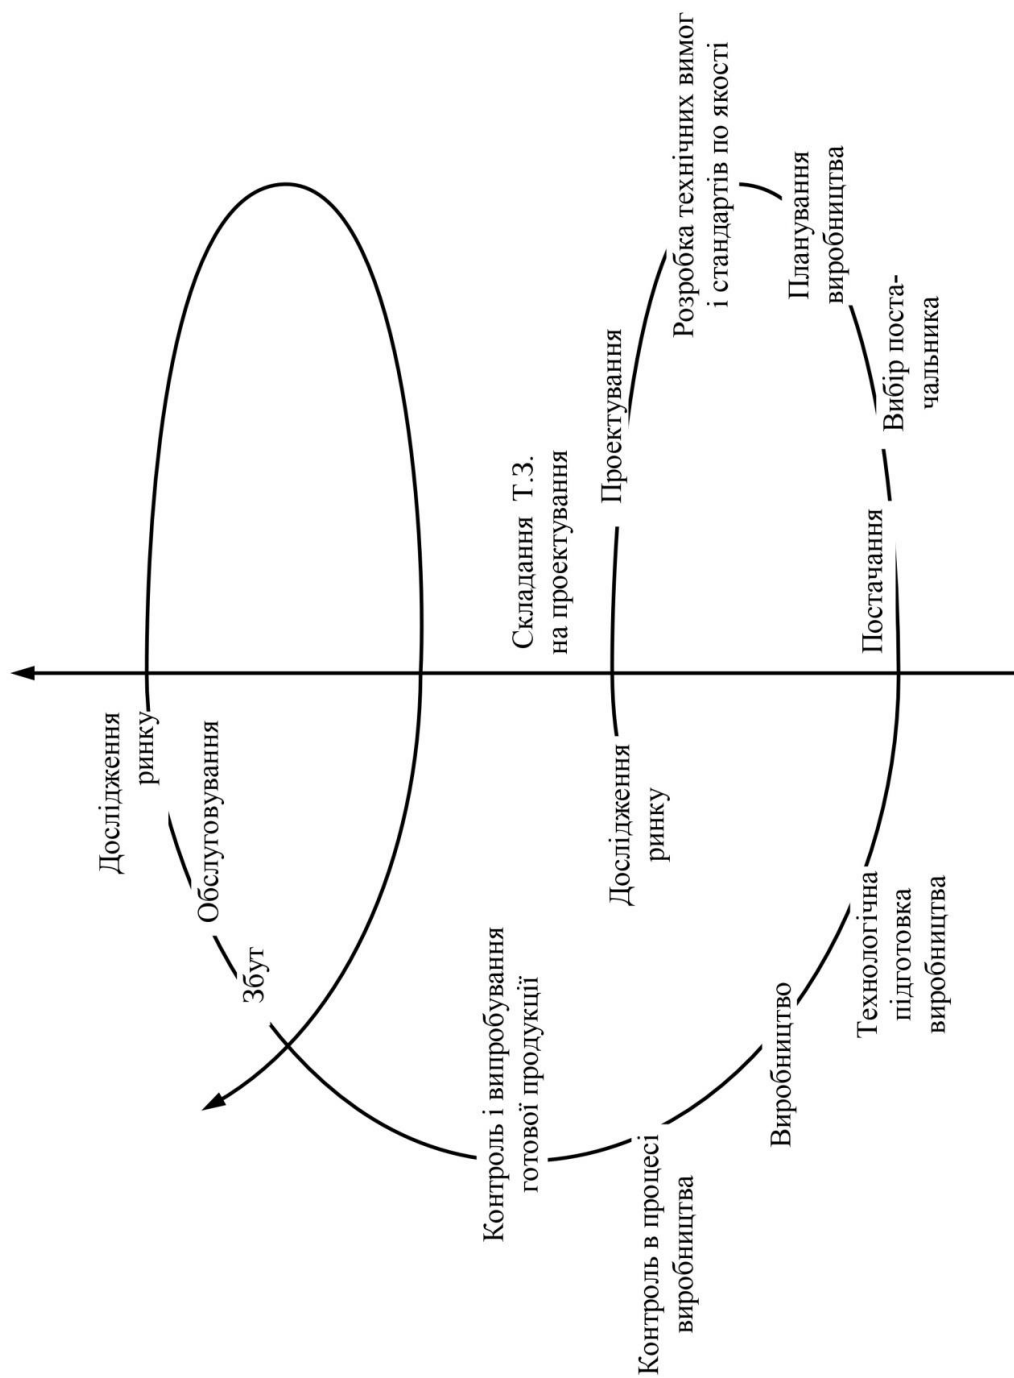 Дослідження
ринку
Обслуговування
Збут
Контроль і випробування
готової продукції
Складання Т.З.
на проектування
Дослідження
ринку
Проектування
Контроль в процесі
виробництва
Розробка технічних вимог
і стандартів по якості
Виробництво
Планування
виробництва
Технологічна
підготовка
виробництва
Постачання
Вибір поста-
чальника